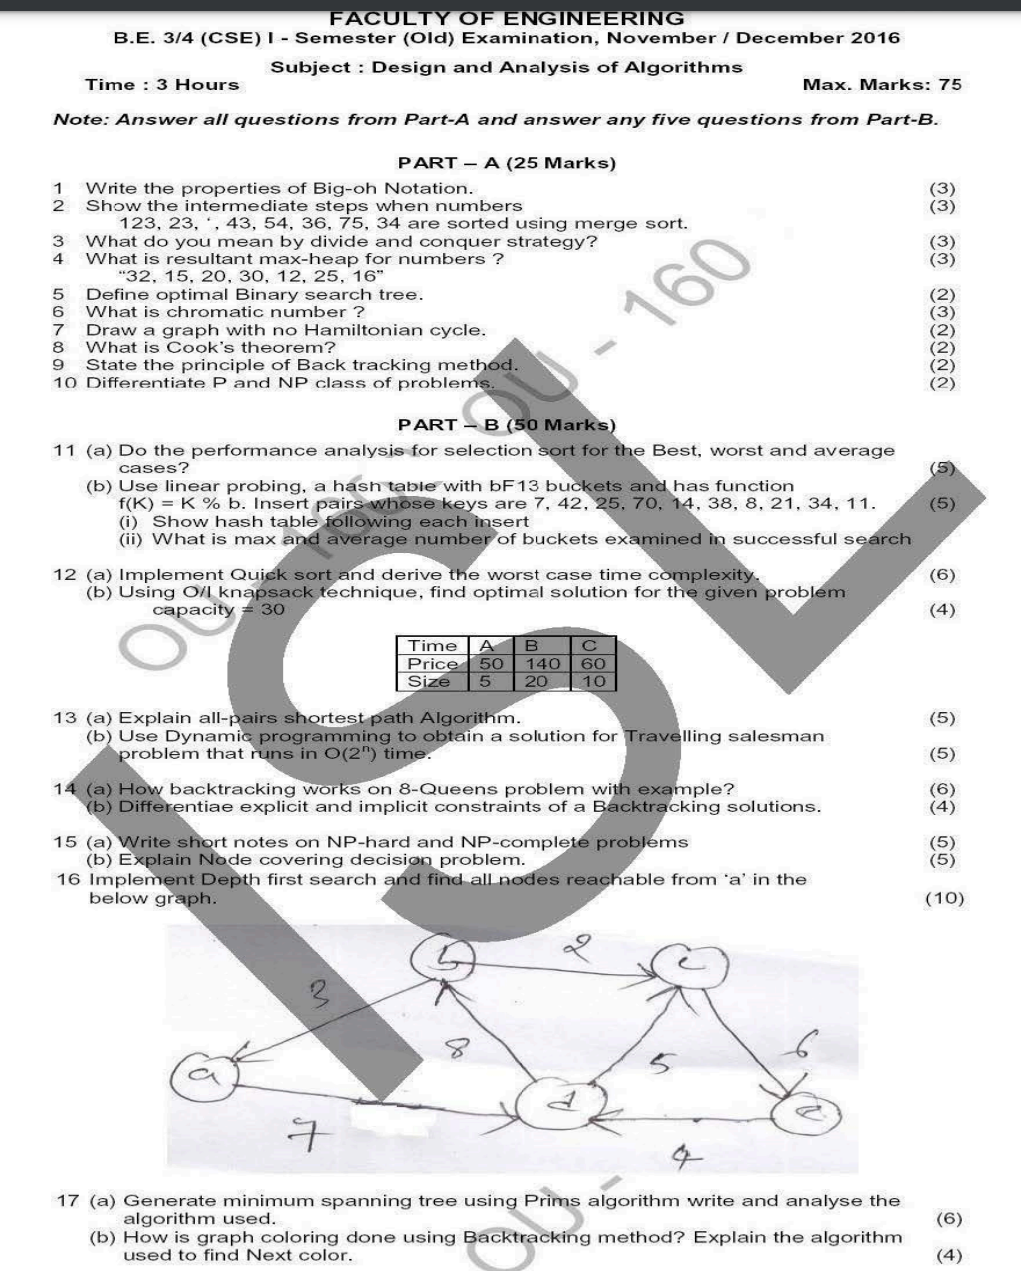 FACULTY OF ENGINEERING
B.E. 3/4 (CSE) I - Semester (Old) Examination, November / December 2016
Subject : Design and Analysis of Algorithms
Time : 3 Hours Max. Marks: 75
Note: Answer all questions from Part-A and answer any five questions from Part-B.
PART – A (25 Marks)
1 Write the properties of Big-oh Notation. (3)
2 Show the intermediate steps when numbers (3)
123, 23, ‘, 43, 54, 36, 75, 34 are sorted using merge sort.
3 What do you mean by divide and conquer strategy? (3)
4 What is resultant max-heap for numbers ? (3)
“32, 15, 20, 30, 12, 25, 16”
5 Define optimal Binary search tree. (2)
6 What is chromatic number ? (3)
7 Draw a graph with no Hamiltonian cycle. (2)
8 What is Cook's theorem? (2)
9 State the principle of Back tracking method. (2)
10 Differentiate P and NP class of problems. (2)
PART – B (50 Marks)
11 (a) Do the performance analysis for selection sort for the Best, worst and average
cases? (5)
(b) Use linear probing, a hash table with bF13 buckets and has function
f(K) = K % b. Insert pairs whose keys are 7, 42, 25, 70, 14, 38, 8, 21, 34, 11. (5)
(i) Show hash table following each insert
(ii) What is max and average number of buckets examined in successful search
12 (a) Implement Quick sort and derive the worst case time complexity. (6)
(b) Using O/I knapsack technique, find optimal solution for the given problem
capacity = 30 (4)
Time A B C
Price 50 140 60
Size 5 20 10
13 (a) Explain all-pairs shortest path Algorithm. (5)
(b) Use Dynamic programming to obtain a solution for Travelling salesman
problem that runs in O(2ⁿ) time. (5)
14 (a) How backtracking works on 8-Queens problem with example? (6)
(b) Differentiae explicit and implicit constraints of a Backtracking solutions. (4)
15 (a) Write short notes on NP-hard and NP-complete problems (5)
(b) Explain Node covering decision problem. (5)
16 Implement Depth first search and find all nodes reachable from ‘a’ in the
below graph. (10)
b 2 c
3
8 5 6
a d e
7 4
17 (a) Generate minimum spanning tree using Prims algorithm write and analyse the
algorithm used. (6)
(b) How is graph coloring done using Backtracking method? Explain the algorithm
used to find Next color. (4)
OU - 160
OU - 160
OU -
ISL